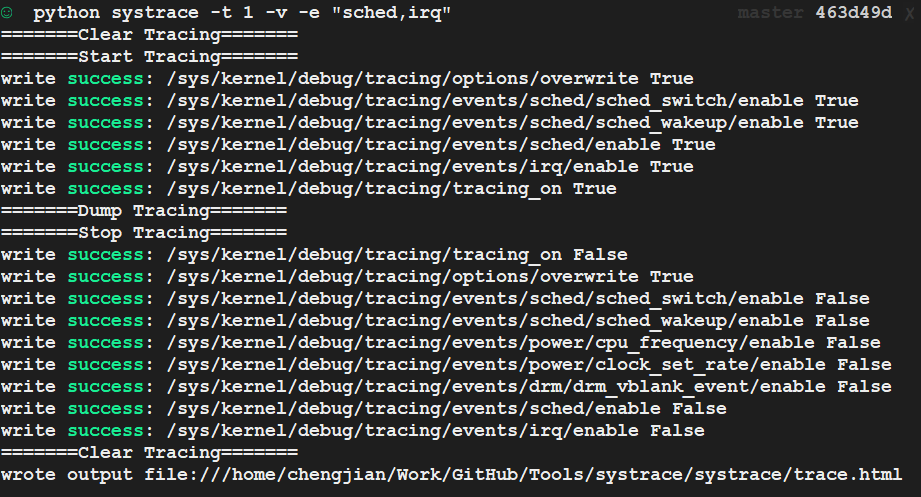 ☺ python systrace -t 1 -v -e "sched,irq" master 463d49d ✗
=======Clear Tracing=======
=======Start Tracing=======
write success: /sys/kernel/debug/tracing/options/overwrite True
write success: /sys/kernel/debug/tracing/events/sched/sched_switch/enable True
write success: /sys/kernel/debug/tracing/events/sched/sched_wakeup/enable True
write success: /sys/kernel/debug/tracing/events/sched/enable True
write success: /sys/kernel/debug/tracing/events/irq/enable True
write success: /sys/kernel/debug/tracing/tracing_on True
=======Dump Tracing=======
=======Stop Tracing=======
write success: /sys/kernel/debug/tracing/tracing_on False
write success: /sys/kernel/debug/tracing/options/overwrite True
write success: /sys/kernel/debug/tracing/events/sched/sched_switch/enable False
write success: /sys/kernel/debug/tracing/events/sched/sched_wakeup/enable False
write success: /sys/kernel/debug/tracing/events/power/cpu_frequency/enable False
write success: /sys/kernel/debug/tracing/events/power/clock_set_rate/enable False
write success: /sys/kernel/debug/tracing/events/drm/drm_vblank_event/enable False
write success: /sys/kernel/debug/tracing/events/sched/enable False
write success: /sys/kernel/debug/tracing/events/irq/enable False
=======Clear Tracing=======
wrote output file:///home/chengjian/Work/GitHub/Tools/systrace/systrace/trace.html